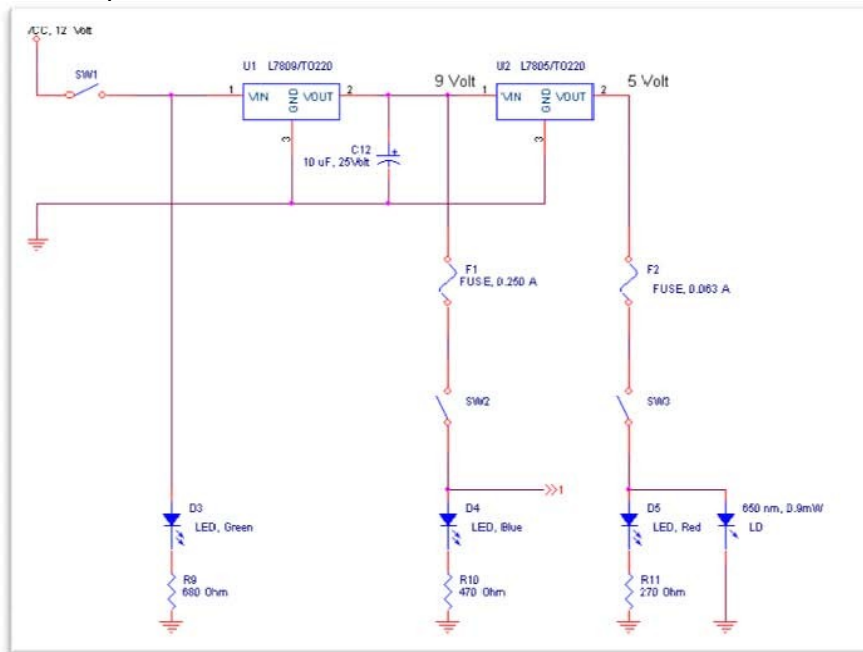 VCC, 12 Volt
SW1
U1 L7809/TO220
1 VIN GND VOUT 2
3
9 Volt
U2 L7805/TO220
1 VIN GND VOUT 2
3
5 Volt
C12
+
10 uF, 25Volt
F1
FUSE, 0.250 A
F2
FUSE, 0.063 A
SW2
SW3
1
D3
LED, Green
D4
LED, Blue
D5
LED, Red
650 nm, 0.9mW
LD
R9
680 Ohm
R10
470 Ohm
R11
270 Ohm